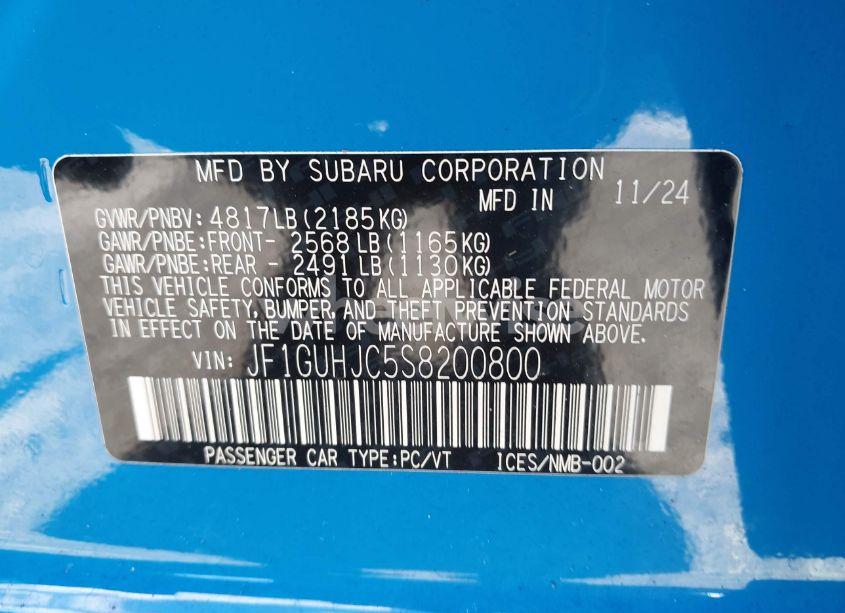 MFD BY SUBARU CORPORATION
MFD IN 11/24
GVWR/PNBV: 4817LB(2185KG)
GAWR/PNBE:FRONT- 2568LB(1165KG)
GAWR/PNBE:REAR - 2491LB(1130KG)
THIS VEHICLE CONFORMS TO ALL APPLICABLE FEDERAL MOTOR
VEHICLE SAFETY, BUMPER, AND THEFT PREVENTION STANDARDS
IN EFFECT ON THE DATE OF MANUFACTURE SHOWN ABOVE.
VIN: JF1GUHJC5S8200800
PASSENGER CAR TYPE:PC/VT ICES/NMB-002